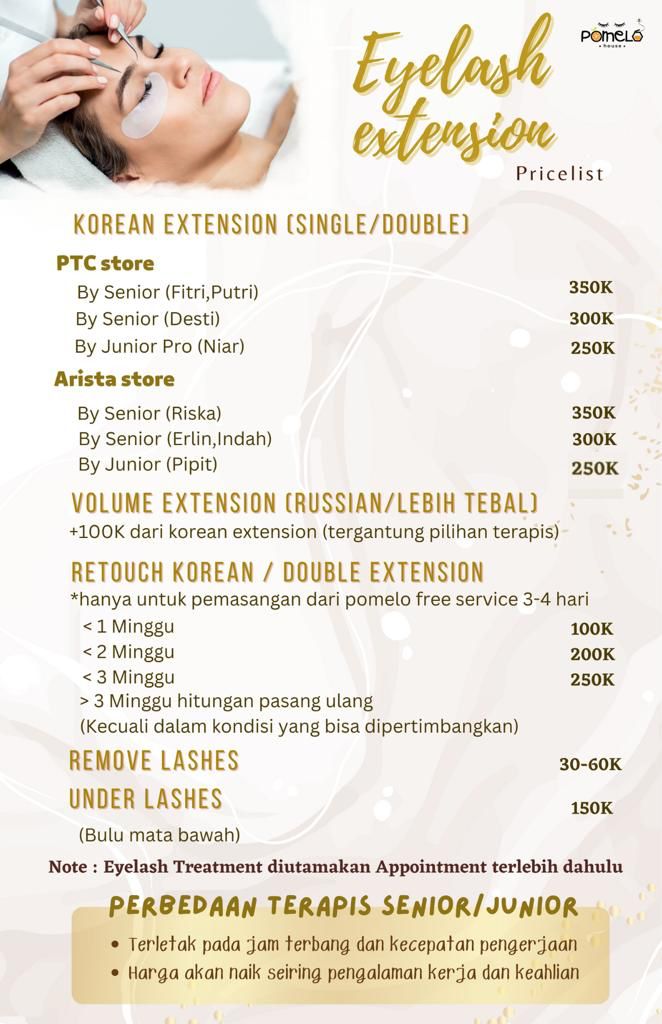 POMELO
house
Eyelash
extension
Pricelist
KOREAN EXTENSION (SINGLE/DOUBLE)
PTC store
By Senior (Fitri,Putri) 350K
By Senior (Desti) 300K
By Junior Pro (Niar) 250K
Arista store
By Senior (Riska) 350K
By Senior (Erlin,Indah) 300K
By Junior (Pipit) 250K
VOLUME EXTENSION (RUSSIAN/LEBIH TEBAL)
+100K dari korean extension (tergantung pilihan terapis)
RETOUCH KOREAN / DOUBLE EXTENSION
*hanya untuk pemasangan dari pomelo free service 3-4 hari
< 1 Minggu 100K
< 2 Minggu 200K
< 3 Minggu 250K
> 3 Minggu hitungan pasang ulang
(Kecuali dalam kondisi yang bisa dipertimbangkan)
REMOVE LASHES 30-60K
UNDER LASHES 150K
(Bulu mata bawah)
Note : Eyelash Treatment diutamakan Appointment terlebih dahulu
PERBEDAAN TERAPIS SENIOR/JUNIOR
• Terletak pada jam terbang dan kecepatan pengerjaan
• Harga akan naik seiring pengalaman kerja dan keahlian